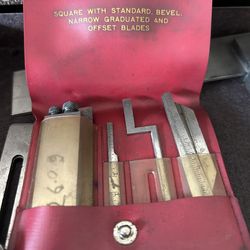 SQUARE WITH STANDARD, BEVEL,
NARROW GRADUATED AND
OFFSET BLADES